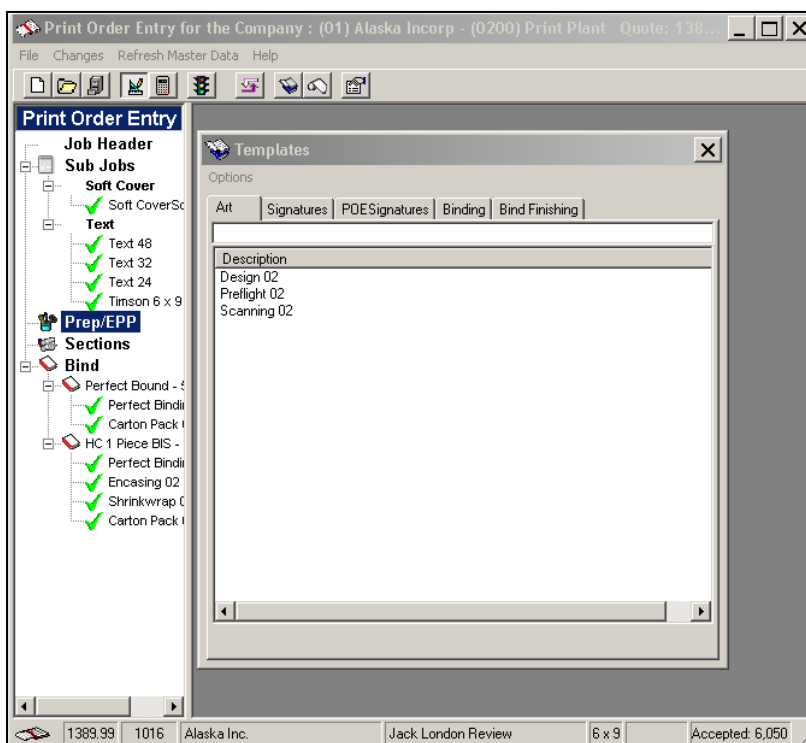 Print Order Entry for the Company : (01) Alaska Incorp - (0200) Print Plant Quote: 138...
File Changes Refresh Master Data Help
Print Order Entry
Job Header
Sub Jobs
Soft Cover
Soft CoverSc
Text
Text 48
Text 32
Text 24
Timson 6 x 9
Prep/EPP
Sections
Bind
Perfect Bound - S
Perfect Bindi
Carton Pack
HC 1 Piece BIS -
Perfect Bindi
Encasing 02
Shrinkwrap 0
Carton Pack
Templates
Options
Art Signatures POESignatures Binding Bind Finishing
Description
Design 02
Preflight 02
Scanning 02
1389.99 1016 Alaska Inc. Jack London Review 6 x 9 Accepted: 6,050